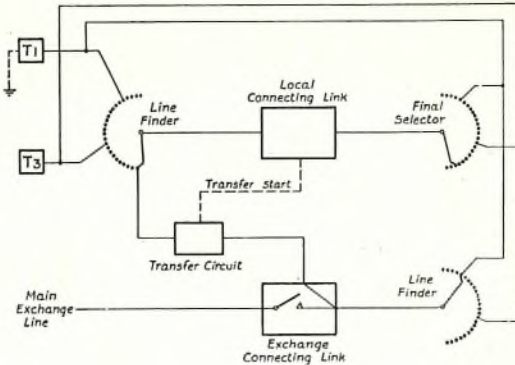 T1
Local
Connecting Link
Line
Finder
Final
Selector
T3
Transfer start
Transfer Circuit
Line
Finder
Main
Exchange
Line
Exchange
Connecting Link